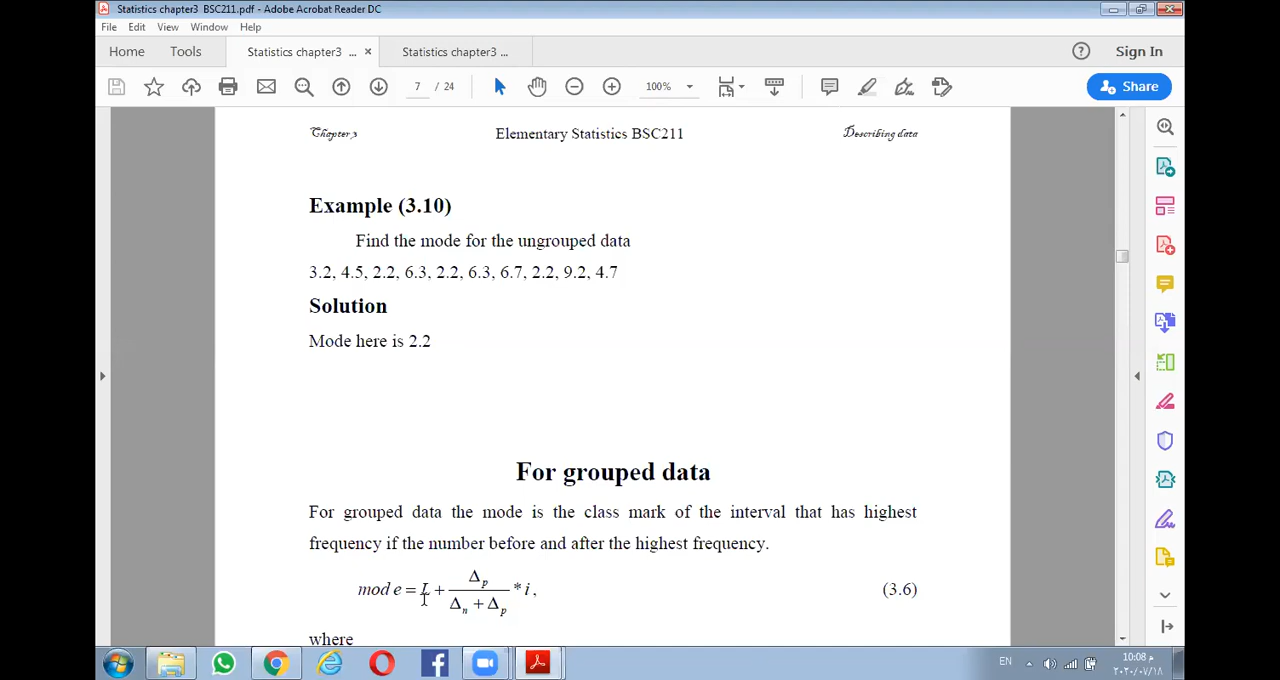 Statistics chapter3 BSC211.pdf - Adobe Acrobat Reader DC
File Edit View Window Help
Home Tools Statistics chapter3 ... × Statistics chapter3 ... ? Sign In
7 / 24 100% Share
Chapter 3 Elementary Statistics BSC211 Describing data
Example (3.10)
Find the mode for the ungrouped data
3.2, 4.5, 2.2, 6.3, 2.2, 6.3, 6.7, 2.2, 9.2, 4.7
Solution
Mode here is 2.2
For grouped data
For grouped data the mode is the class mark of the interval that has highest
frequency if the number before and after the highest frequency.
mod e = L + Δp / (Δn + Δp) * i, (3.6)
where
EN 10:08 م
٢٠٢٠/٠٧/١٨